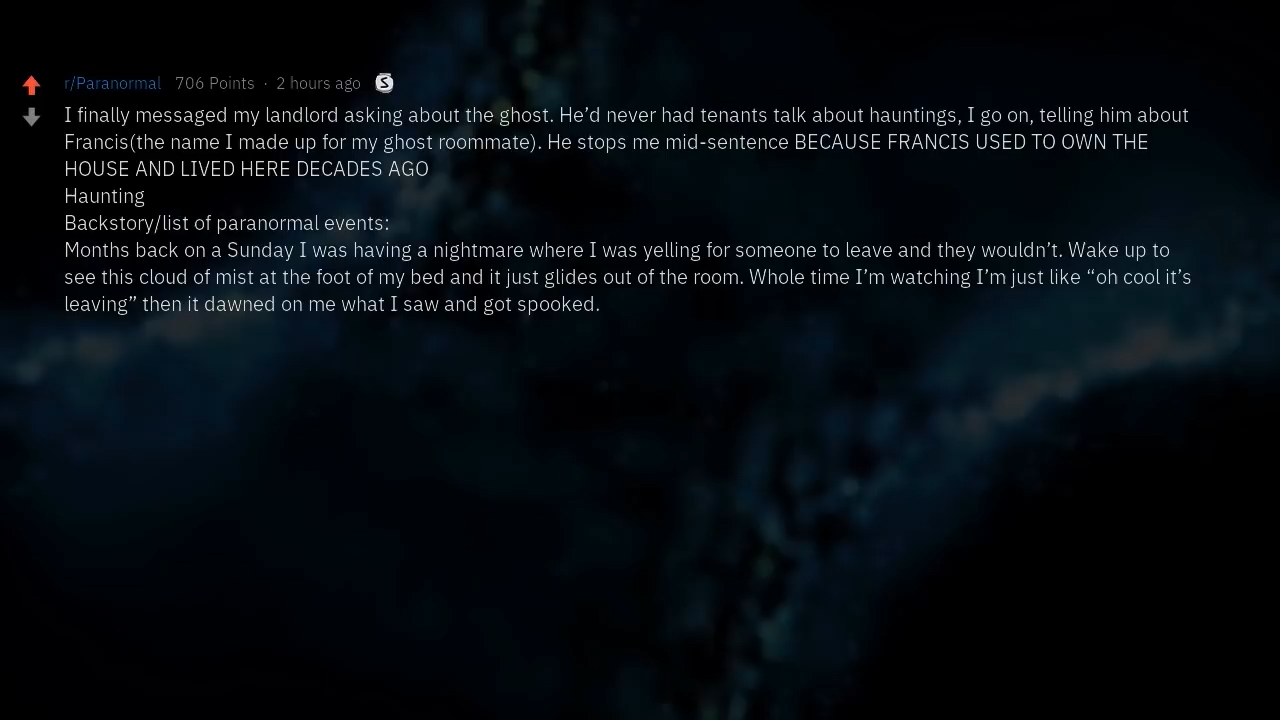 r/Paranormal 706 Points · 2 hours ago S
I finally messaged my landlord asking about the ghost. He’d never had tenants talk about hauntings, I go on, telling him about
Francis(the name I made up for my ghost roommate). He stops me mid-sentence BECAUSE FRANCIS USED TO OWN THE
HOUSE AND LIVED HERE DECADES AGO
Haunting
Backstory/list of paranormal events:
Months back on a Sunday I was having a nightmare where I was yelling for someone to leave and they wouldn’t. Wake up to
see this cloud of mist at the foot of my bed and it just glides out of the room. Whole time I’m watching I’m just like “oh cool it’s
leaving” then it dawned on me what I saw and got spooked.